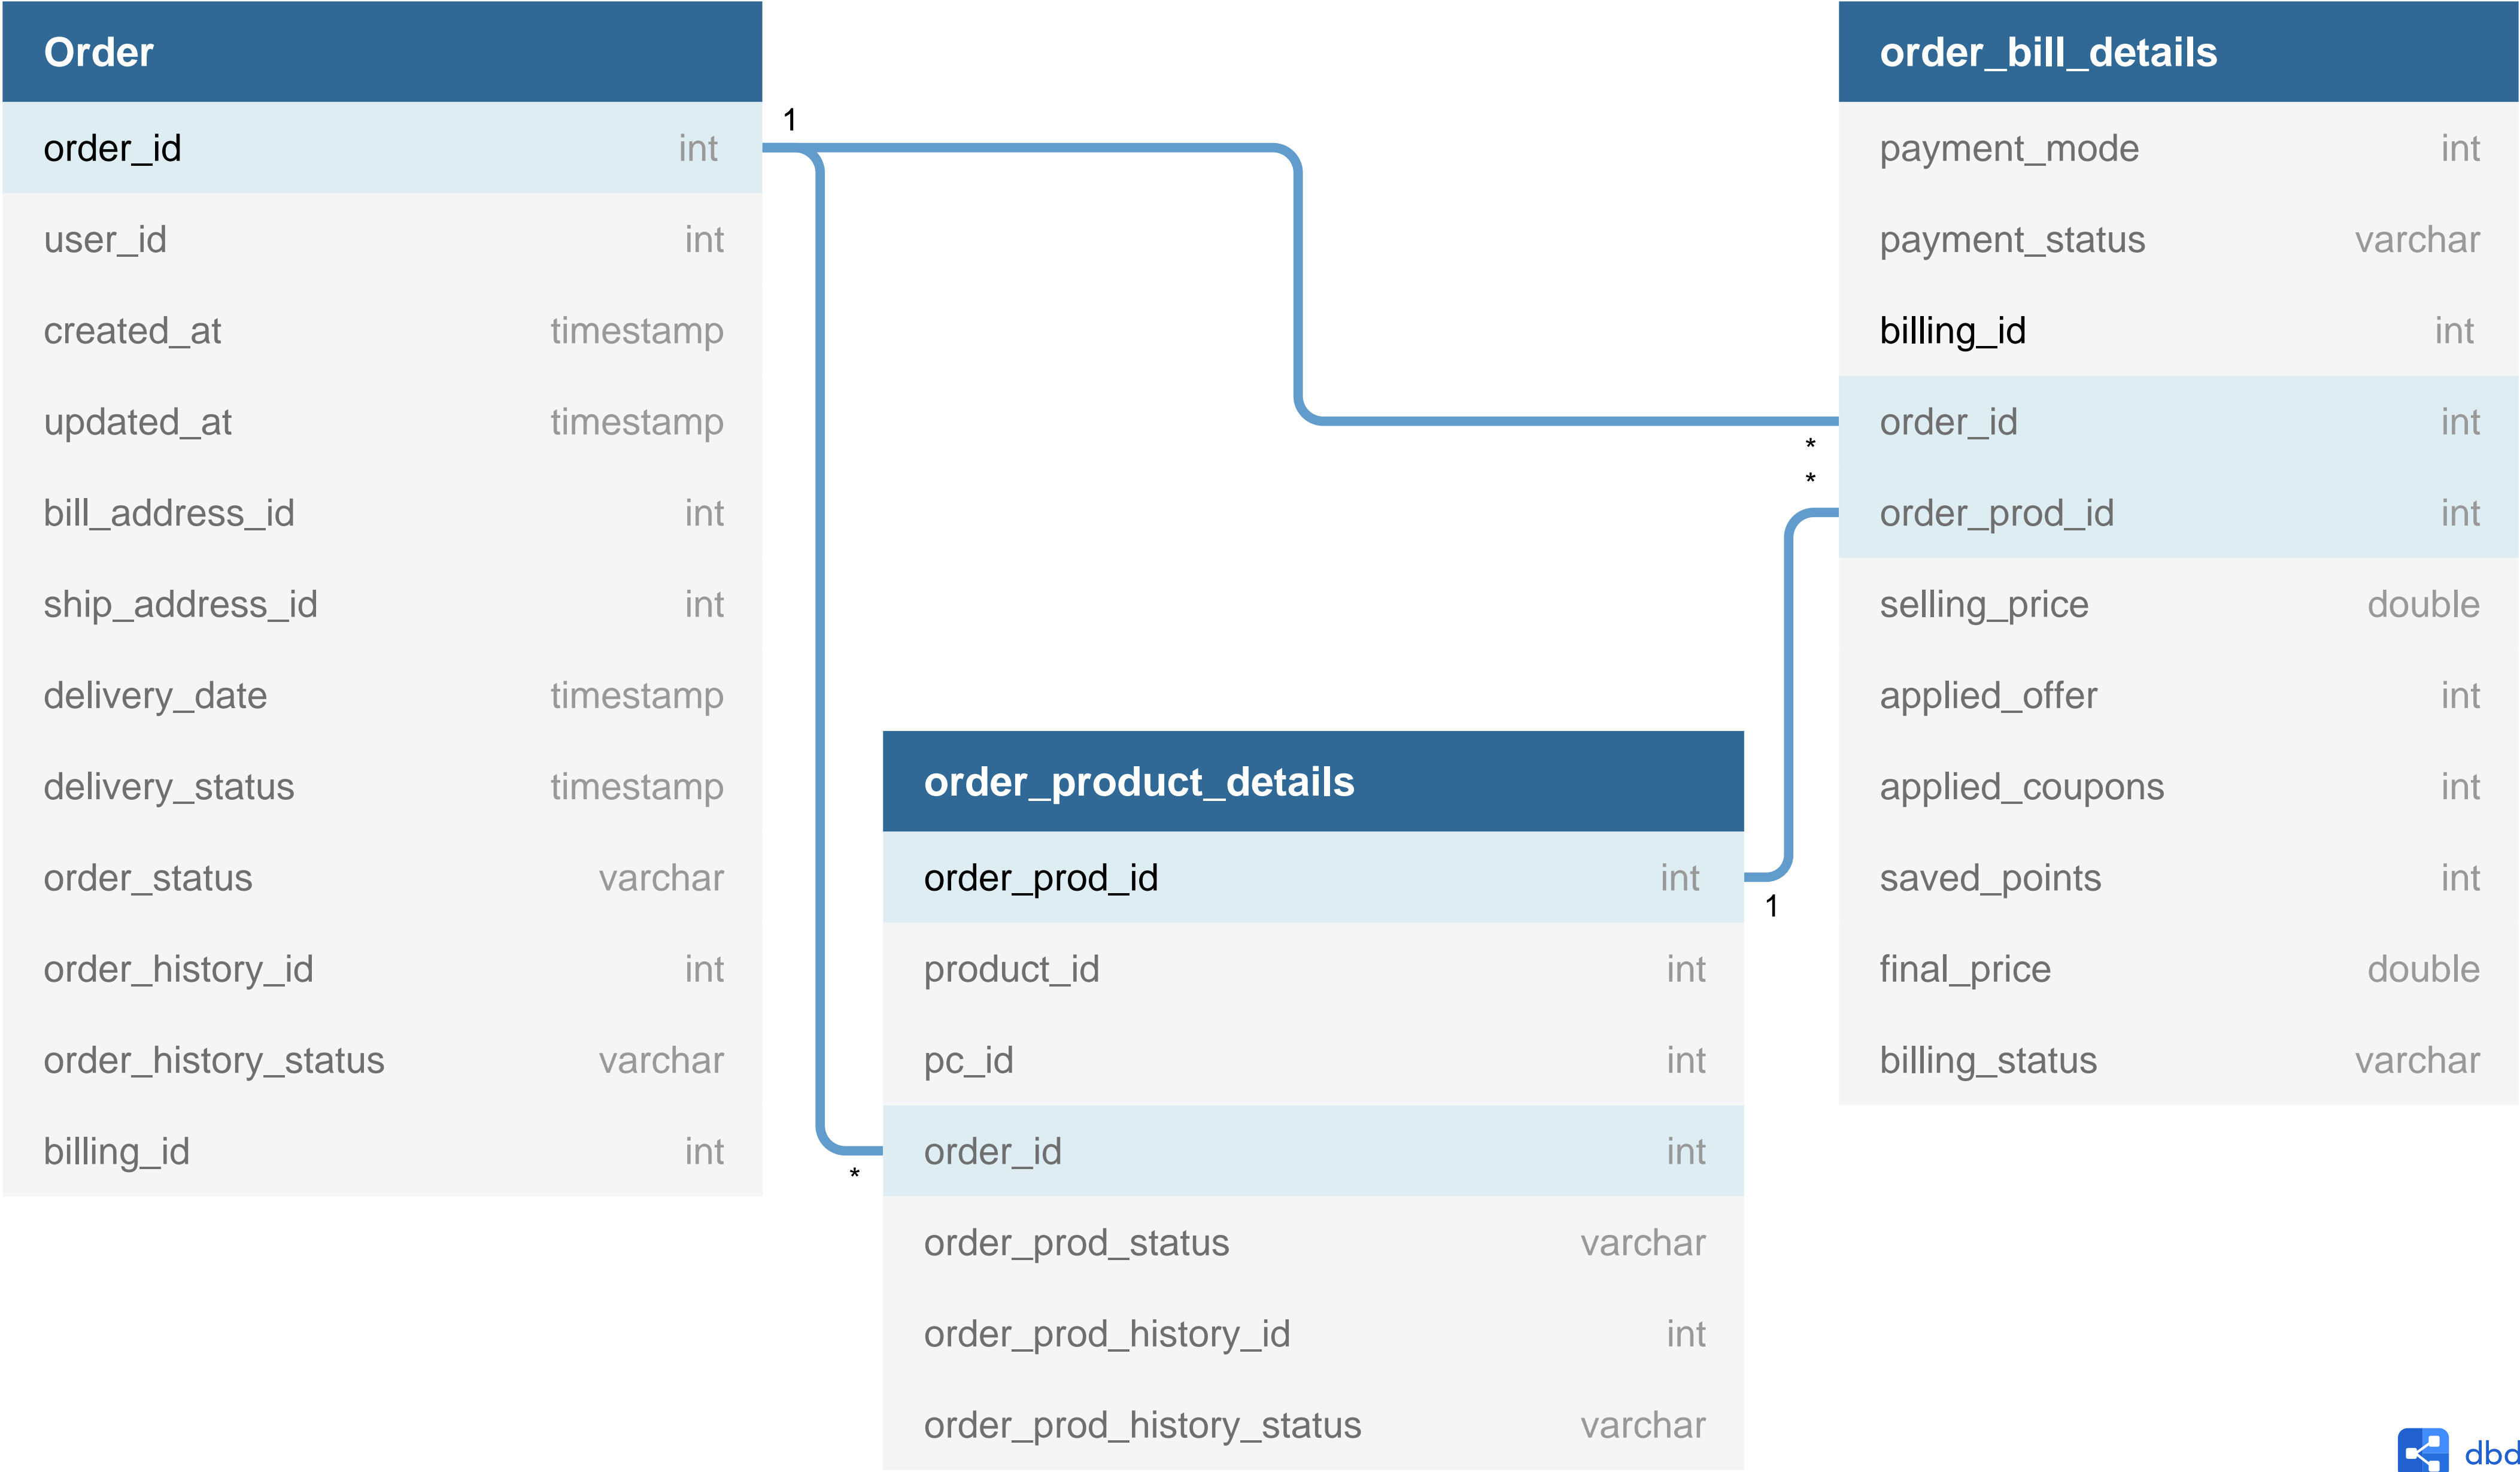 Order
order_id int
user_id int
created_at timestamp
updated_at timestamp
bill_address_id int
ship_address_id int
delivery_date timestamp
delivery_status timestamp
order_status varchar
order_history_id int
order_history_status varchar
billing_id int
1
*
order_product_details
order_prod_id int
product_id int
pc_id int
order_id int
order_prod_status varchar
order_prod_history_id int
order_prod_history_status varchar
1
*
*
order_bill_details
payment_mode int
payment_status varchar
billing_id int
order_id int
order_prod_id int
selling_price double
applied_offer int
applied_coupons int
saved_points int
final_price double
billing_status varchar
dbd